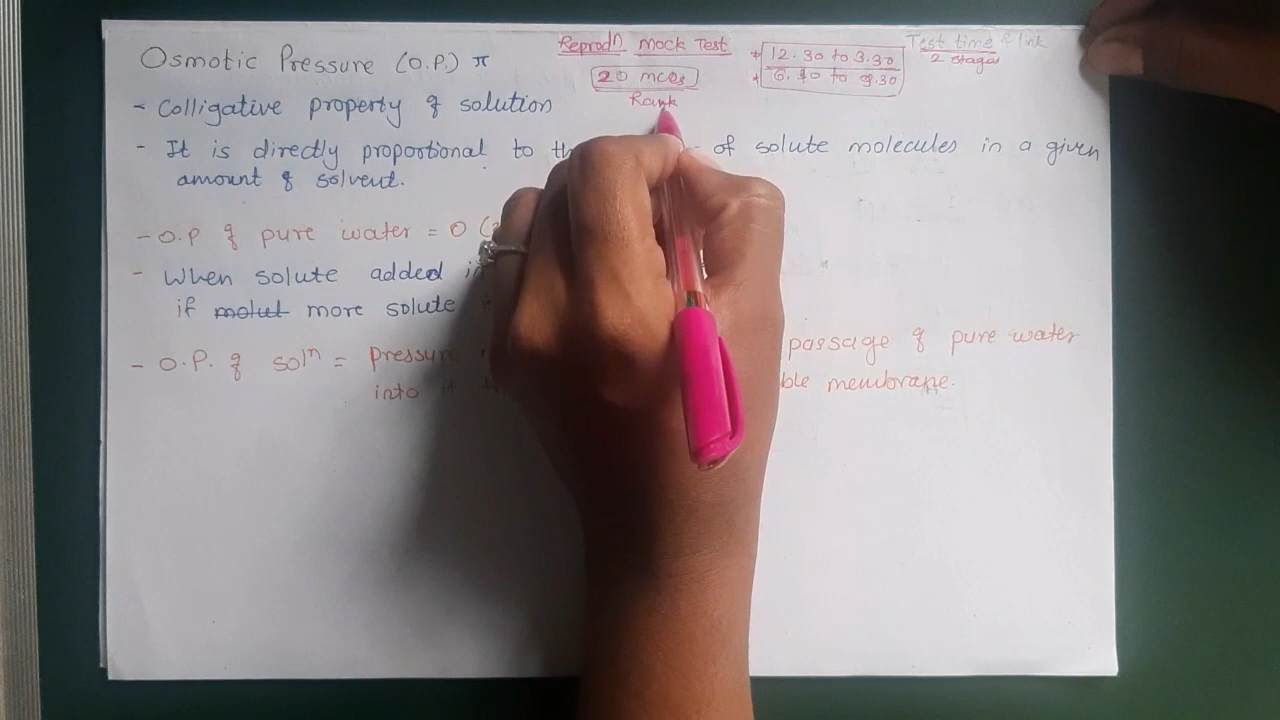 Osmotic Pressure (O.P.) π
Reprodn Mock Test
20 MCQs
Rank
12.30 to 3.30
6.30 to 9.30
Test time & link
2 stages
- Colligative property of solution
- It is directly proportional to of solute molecules in a given
amount of solvent.
- O.P of pure water = 0
- When solute added
if more solute
- O.P. of soln = Pressure passage of pure water
into it membrane.